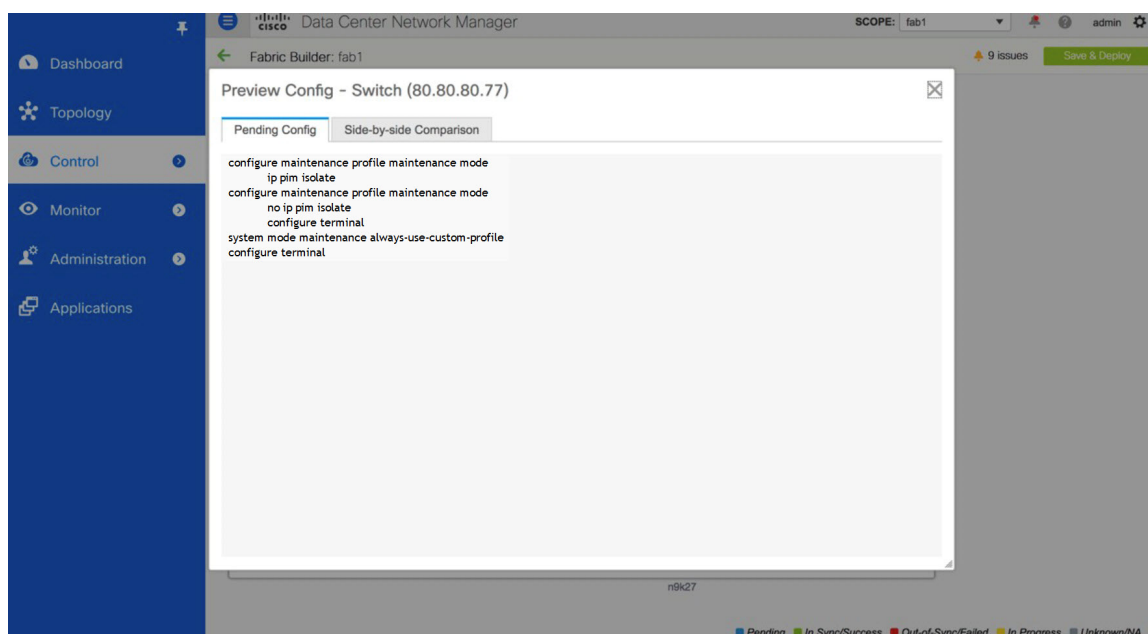 cisco Data Center Network Manager
SCOPE: fab1
admin
Dashboard
Topology
Control
Monitor
Administration
Applications
Fabric Builder: fab1
9 issues
Save & Deploy
Preview Config - Switch (80.80.80.77)
Pending Config
Side-by-side Comparison
configure maintenance profile maintenance mode
ip pim isolate
configure maintenance profile maintenance mode
no ip pim isolate
configure terminal
system mode maintenance always-use-custom-profile
configure terminal
n9k27
Pending In Sync/Success Out-of-Sync/Failed In Progress Unknown/NA